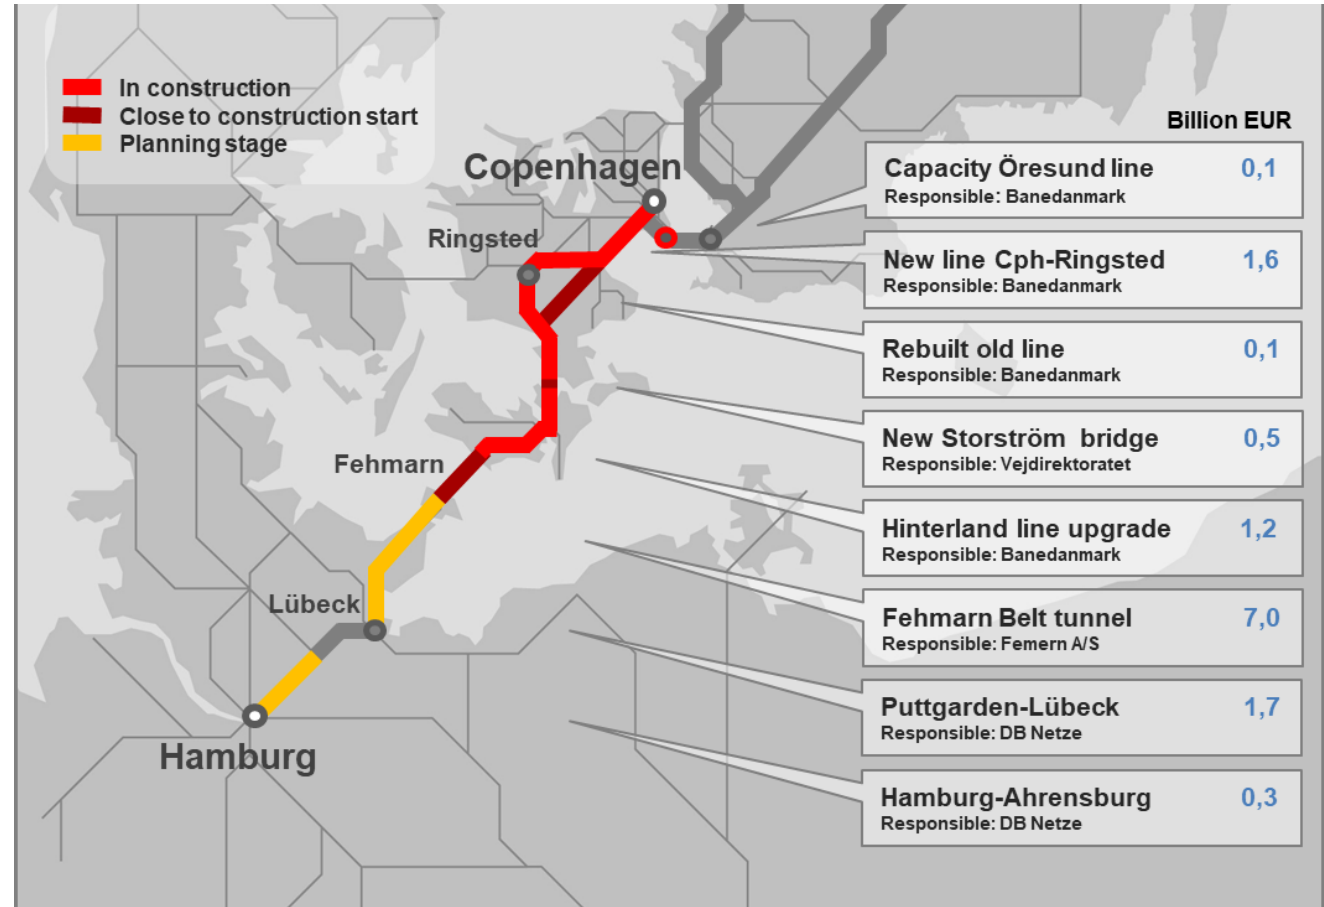 In construction
Close to construction start
Planning stage
Copenhagen
Ringsted
Fehmarn
Lübeck
Hamburg
Billion EUR
Capacity Öresund line 0,1
Responsible: Banedanmark
New line Cph-Ringsted 1,6
Responsible: Banedanmark
Rebuilt old line 0,1
Responsible: Banedanmark
New Storström bridge 0,5
Responsible: Vejdirektoratet
Hinterland line upgrade 1,2
Responsible: Banedanmark
Fehmarn Belt tunnel 7,0
Responsible: Femern A/S
Puttgarden-Lübeck 1,7
Responsible: DB Netze
Hamburg-Ahrensburg 0,3
Responsible: DB Netze